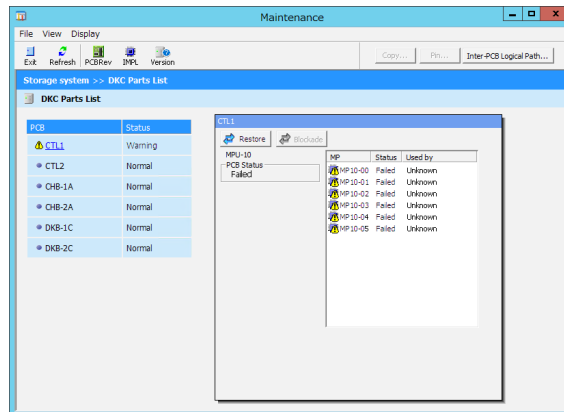 Maintenance
File View Display
Exit Refresh PCBRev IMPL Version Copy... Pin... Inter-PCB Logical Path...
Storage system >> DKC Parts List
DKC Parts List
PCB Status
CTL1 Warning
CTL2 Normal
CHB-1A Normal
CHB-2A Normal
DKB-1C Normal
DKB-2C Normal
CTL1
Restore Blockade
MPU-10
PCB Status
Failed
MP Status Used by
MP10-00 Failed Unknown
MP10-01 Failed Unknown
MP10-02 Failed Unknown
MP10-03 Failed Unknown
MP10-04 Failed Unknown
MP10-05 Failed Unknown